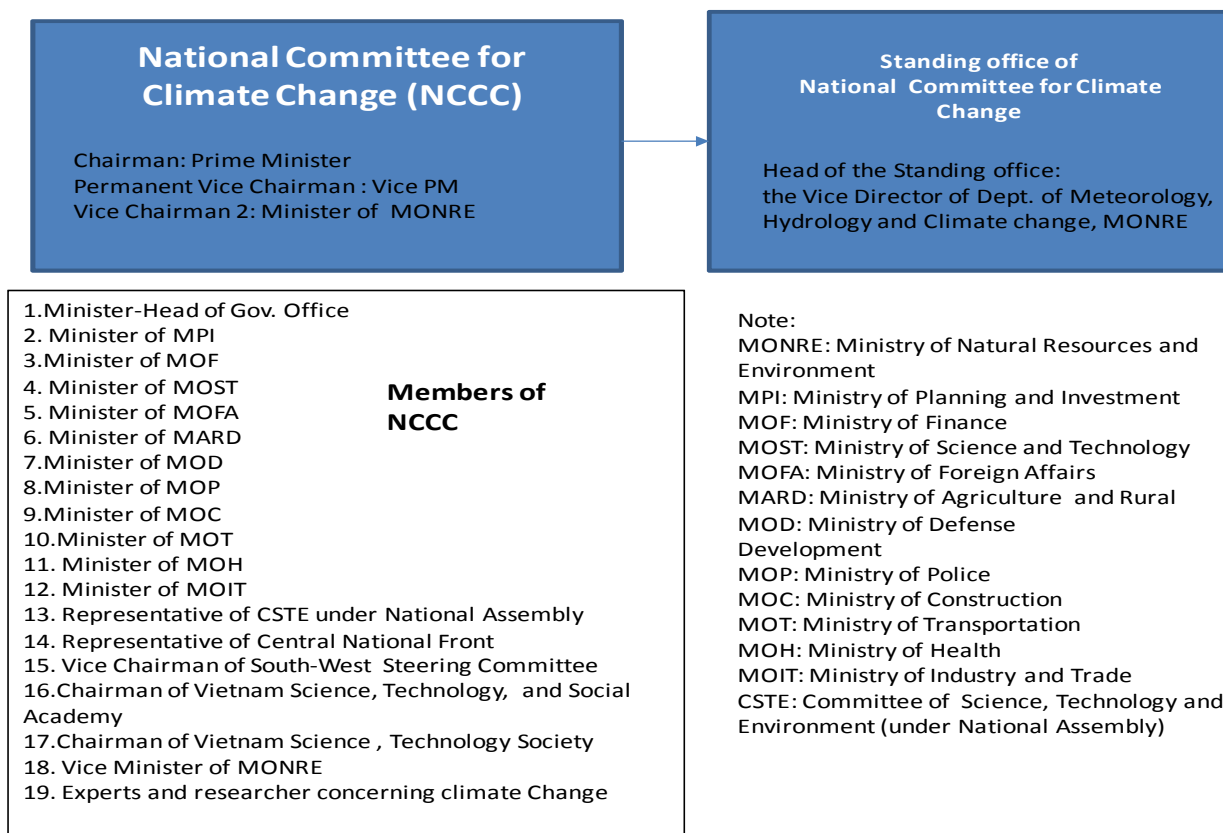 National Committee for
Climate Change (NCCC)
Chairman: Prime Minister
Permanent Vice Chairman : Vice PM
Vice Chairman 2: Minister of MONRE
Standing office of
National Committee for Climate
Change
Head of the Standing office:
the Vice Director of Dept. of Meteorology,
Hydrology and Climate change, MONRE
1.Minister-Head of Gov. Office
2. Minister of MPI
3.Minister of MOF
4. Minister of MOST
5. Minister of MOFA
6. Minister of MARD
7.Minister of MOD
8.Minister of MOP
9.Minister of MOC
10.Minister of MOT
11. Minister of MOH
12. Minister of MOIT
13. Representative of CSTE under National Assembly
14. Representative of Central National Front
15. Vice Chairman of South-West Steering Committee
16.Chairman of Vietnam Science, Technology, and Social
Academy
17.Chairman of Vietnam Science , Technology Society
18. Vice Minister of MONRE
19. Experts and researcher concerning climate Change
Members of
NCCC
Note:
MONRE: Ministry of Natural Resources and
Environment
MPI: Ministry of Planning and Investment
MOF: Ministry of Finance
MOST: Ministry of Science and Technology
MOFA: Ministry of Foreign Affairs
MARD: Ministry of Agriculture and Rural
MOD: Ministry of Defense
Development
MOP: Ministry of Police
MOC: Ministry of Construction
MOT: Ministry of Transportation
MOH: Ministry of Health
MOIT: Ministry of Industry and Trade
CSTE: Committee of Science, Technology and
Environment (under National Assembly)